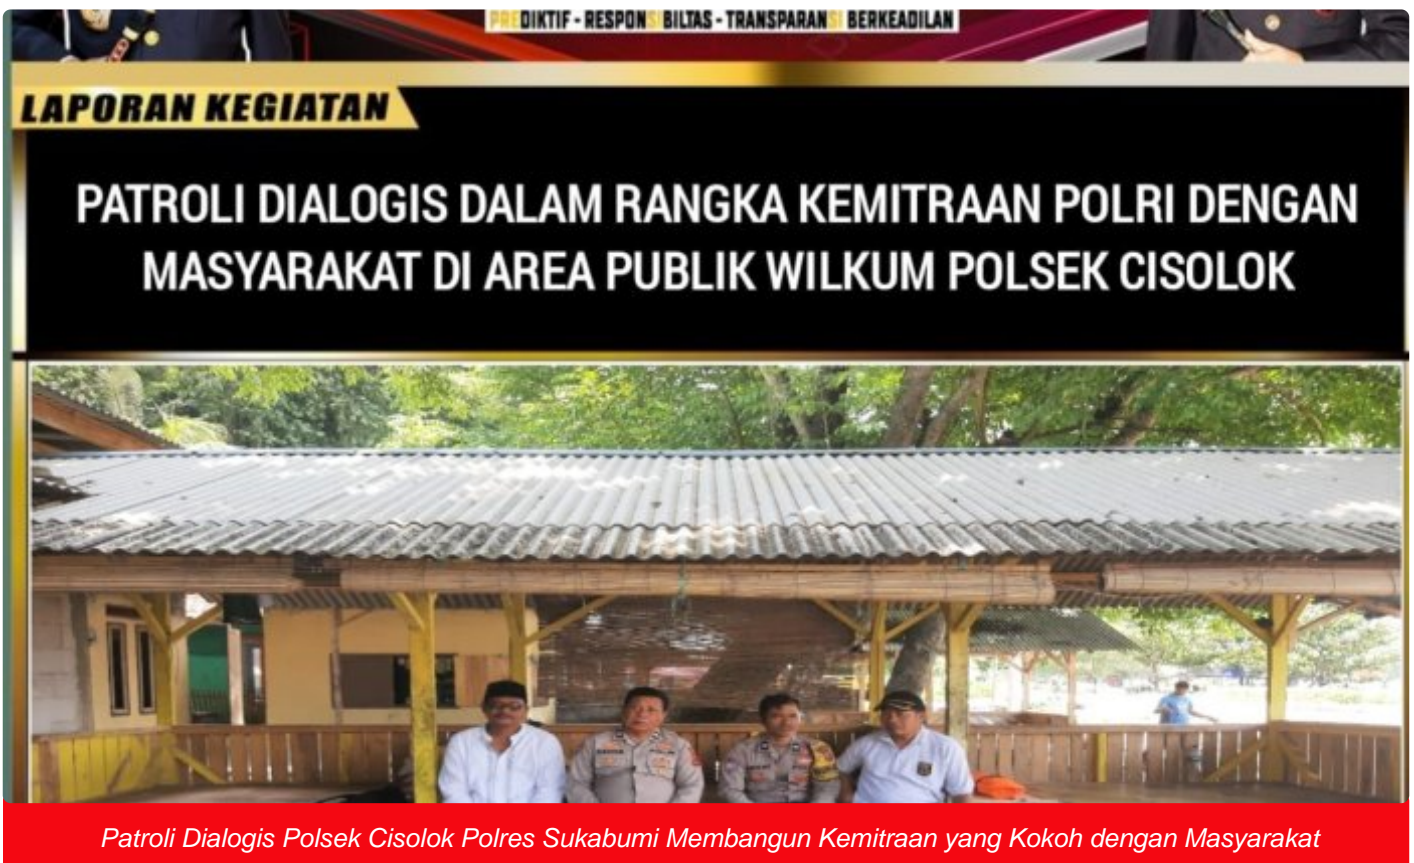 PREDIKTIF - RESPONSIBILTAS - TRANSPARANSI BERKEADILAN
LAPORAN KEGIATAN
PATROLI DIALOGIS DALAM RANGKA KEMITRAAN POLRI DENGAN
MASYARAKAT DI AREA PUBLIK WILKUM POLSEK CISOLOK
Patroli Dialogis Polsek Cisolok Polres Sukabumi Membangun Kemitraan yang Kokoh dengan Masyarakat